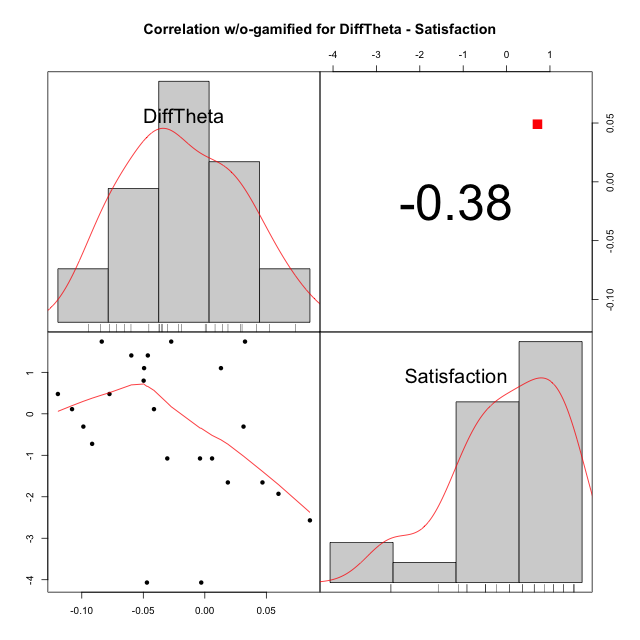 Correlation w/o-gamified for DiffTheta - Satisfaction
-4 -3 -2 -1 0 1
DiffTheta
-0.38
0.05
0.00
-0.05
-0.10
Satisfaction
1
0
-1
-2
-3
-4
-0.10 -0.05 0.00 0.05